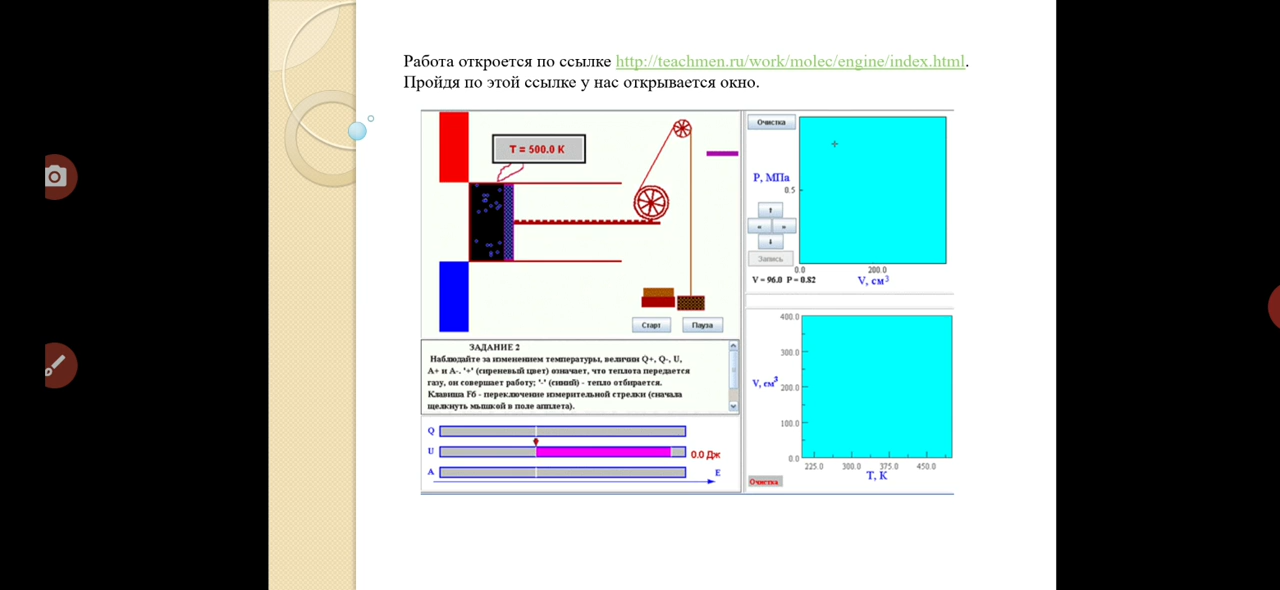 Работа откроется по ссылке http://teachmen.ru/work/molec/engine/index.html.
Пройдя по этой ссылке у нас открывается окно.
T = 500.0 К
Старт
Пауза
ЗАДАНИЕ 2
Наблюдайте за изменением температуры, величин Q+, Q-, U,
A+ и A-. '+' (сиреневый цвет) означает, что теплота передается
газу, он совершает работу; '-' (синий) - тепло отбирается.
Клавиша F6 - переключение измерительной стрелки (сначала
щелкнуть мышкой в поле апплета).
Q
U
0.0 Дж
A
E
Очистка
P, МПа
0.5
↑
«
»
↓
Запись
0.0
200.0
V = 96.0 P = 0.82
V, см³
400.0
300.0
V, см³
200.0
100.0
0.0
225.0
300.0
375.0
450.0
T, К
Очистка